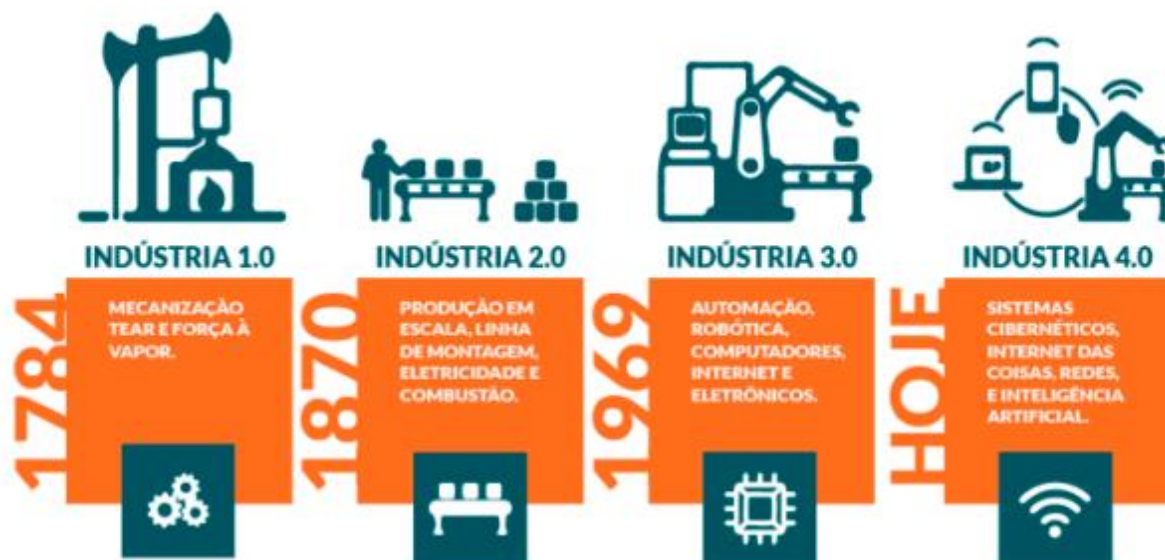 INDÚSTRIA 1.0
1784
MECANIZAÇÃO
TEAR E FORÇA À
VAPOR.
INDÚSTRIA 2.0
1870
PRODUÇÃO EM
ESCALA, LINHA
DE MONTAGEM,
ELETRICIDADE E
COMBUSTÃO.
INDÚSTRIA 3.0
1969
AUTOMAÇÃO,
ROBÓTICA,
COMPUTADORES,
INTERNET E
ELETRÔNICOS.
INDÚSTRIA 4.0
HOJE
SISTEMAS
CIBERNÉTICOS,
INTERNET DAS
COISAS, REDES,
E INTELIGÊNCIA
ARTIFICIAL.